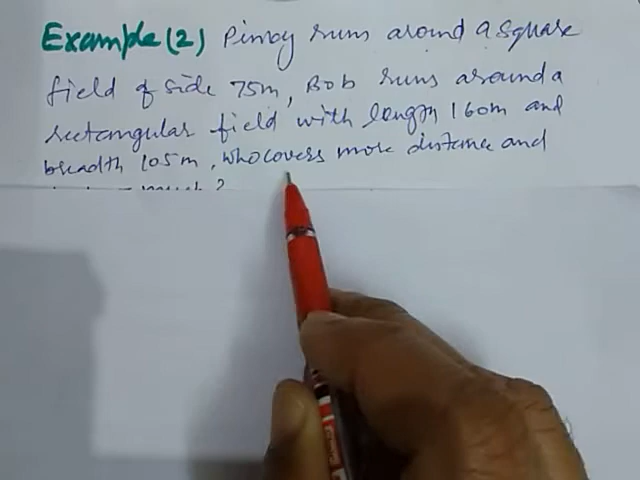 Example (2) Pinky runs around a square
field of side 75m, Bob runs around a
rectangular field with length 160m and
breadth 105m, who covers more distance and